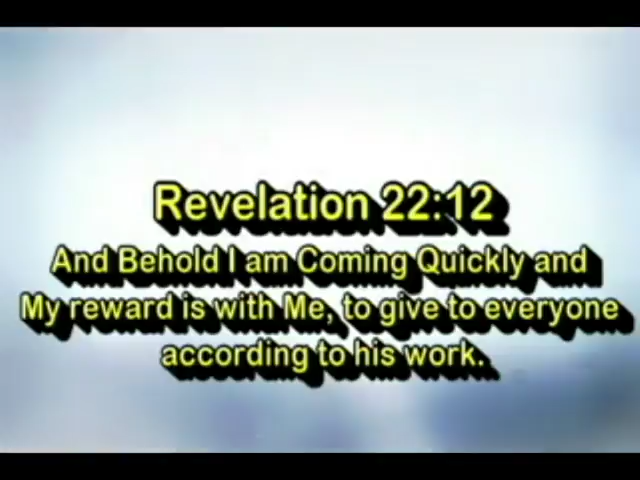 Revelation 22:12
And Behold I am Coming Quickly and
My reward is with Me, to give to everyone
according to his work.